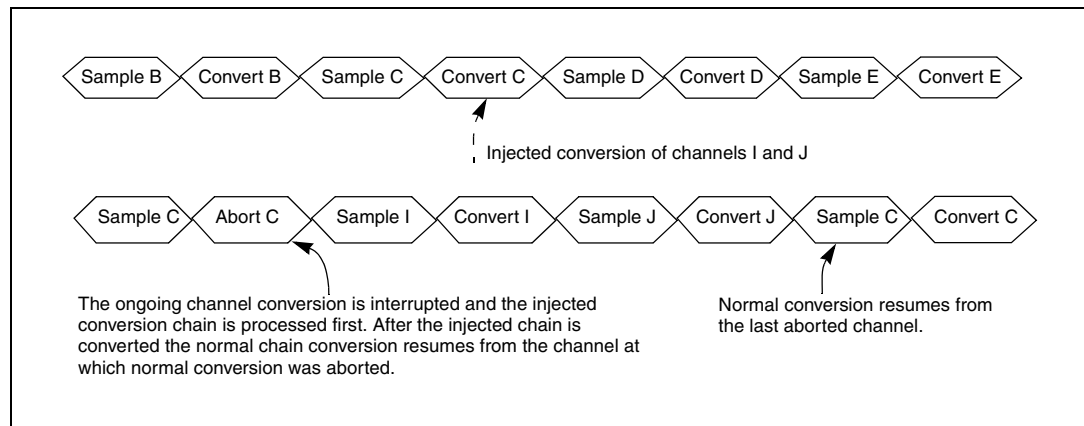 Sample B Convert B Sample C Convert C Sample D Convert D Sample E Convert E
Injected conversion of channels I and J
Sample C Abort C Sample I Convert I Sample J Convert J Sample C Convert C
The ongoing channel conversion is interrupted and the injected
conversion chain is processed first. After the injected chain is
converted the normal chain conversion resumes from the channel at
which normal conversion was aborted.
Normal conversion resumes from
the last aborted channel.